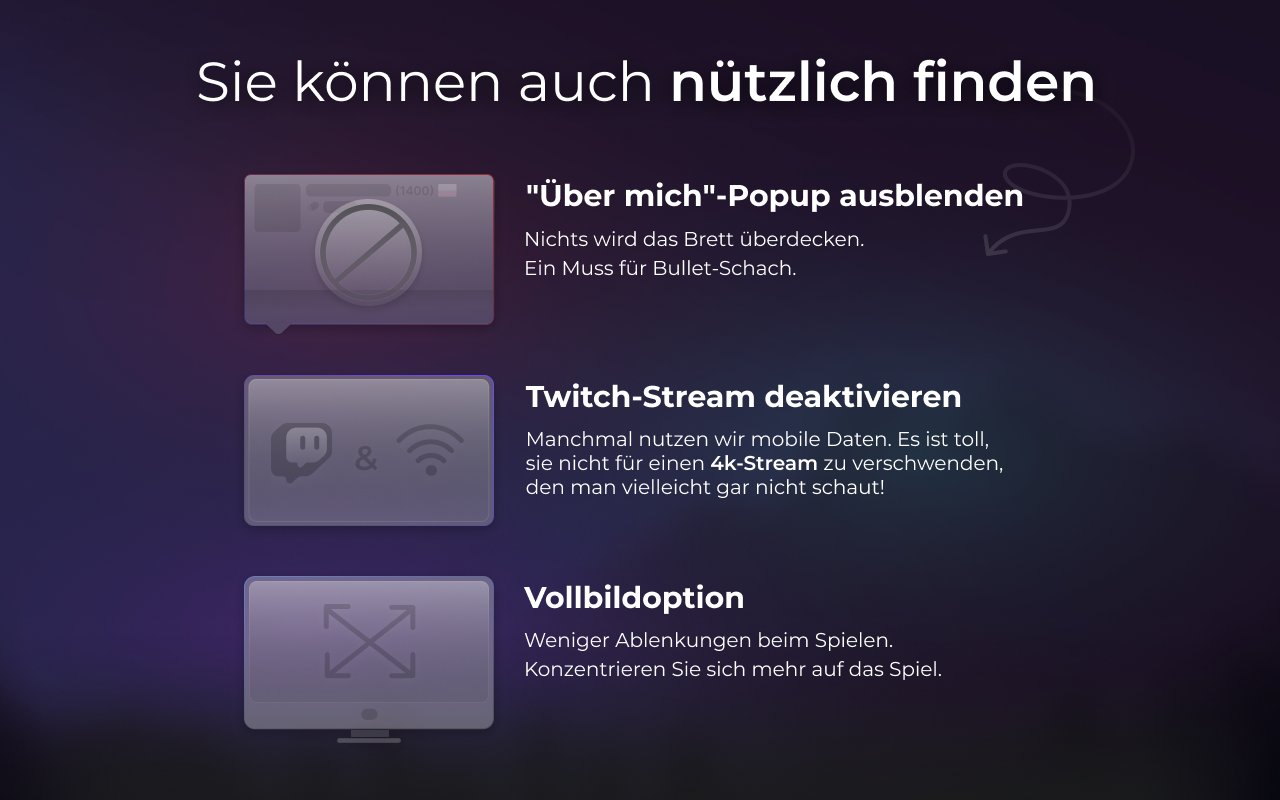 Sie können auch nützlich finden
(1400)
"Über mich"-Popup ausblenden
Nichts wird das Brett überdecken.
Ein Muss für Bullet-Schach.
&
Twitch-Stream deaktivieren
Manchmal nutzen wir mobile Daten. Es ist toll,
sie nicht für einen 4k-Stream zu verschwenden,
den man vielleicht gar nicht schaut!
Vollbildoption
Weniger Ablenkungen beim Spielen.
Konzentrieren Sie sich mehr auf das Spiel.